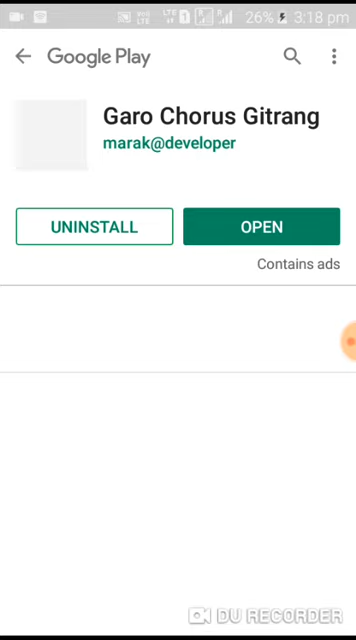 26% 3:18 pm
Google Play
Garo Chorus Gitrang
marak@developer
UNINSTALL
OPEN
Contains ads
DU RECORDER